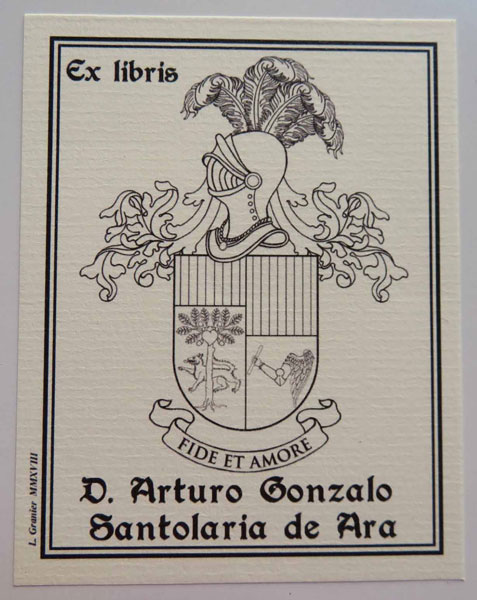 Ex libris
FIDE ET AMORE
D. Arturo Gonzalo
Santolaria de Ara
L. Granier MMXVIII